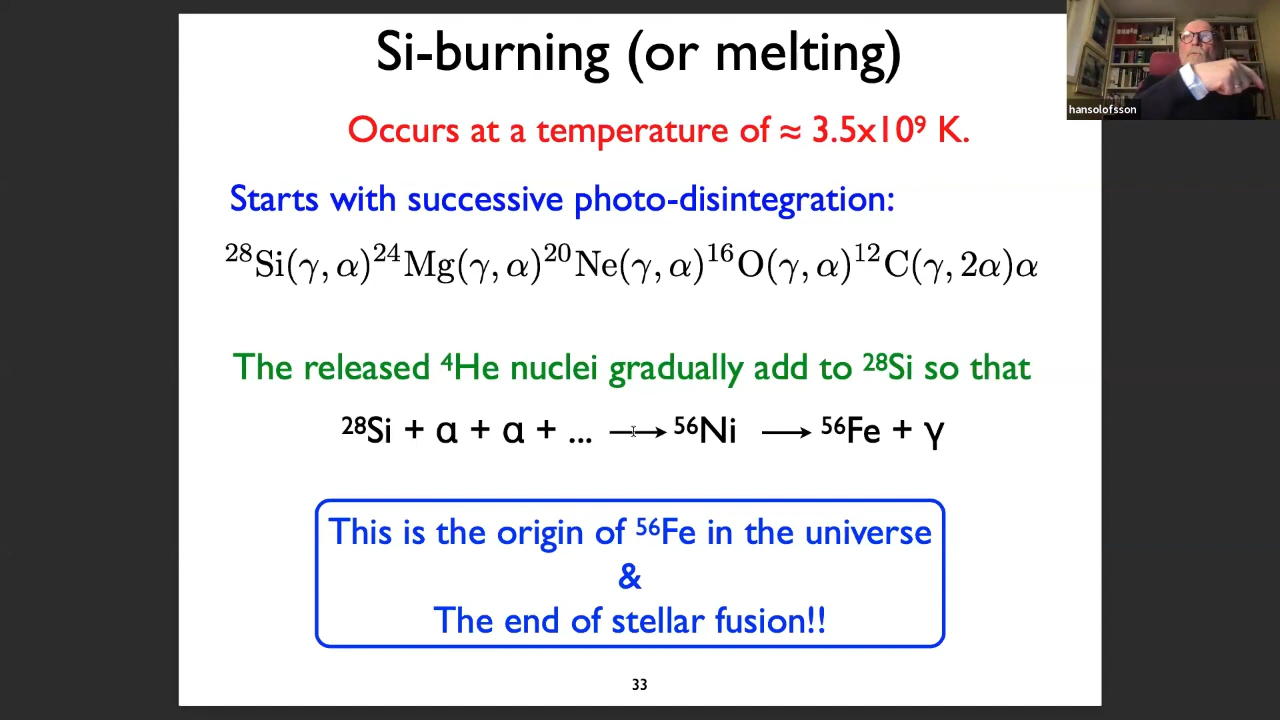 Si-burning (or melting)
hansolofsson
Occurs at a temperature of ≈ 3.5x10⁹ K.
Starts with successive photo-disintegration:
²⁸Si(γ, α)²⁴Mg(γ, α)²⁰Ne(γ, α)¹⁶O(γ, α)¹²C(γ, 2α)α
The released ⁴He nuclei gradually add to ²⁸Si so that
²⁸Si + α + α + ... → ⁵⁶Ni → ⁵⁶Fe + γ
This is the origin of ⁵⁶Fe in the universe
&
The end of stellar fusion!!
33